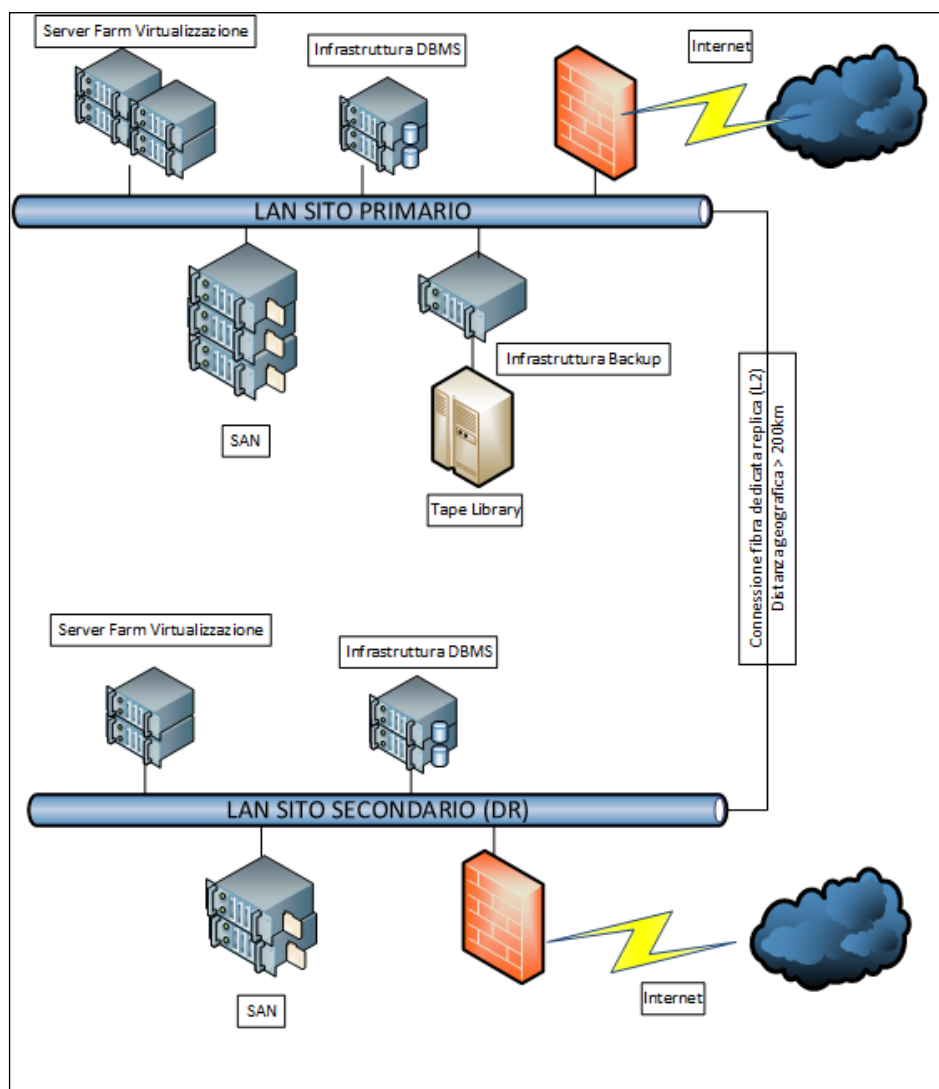 Server Farm Virtualizzazione
Infrastruttura DBMS
Internet
LAN SITO PRIMARIO
Infrastruttura Backup
SAN
Tape Library
Connessione fibra dedicata replica (L2)
Distanza geografica > 200km
Server Farm Virtualizzazione
Infrastruttura DBMS
LAN SITO SECONDARIO (DR)
SAN
Internet